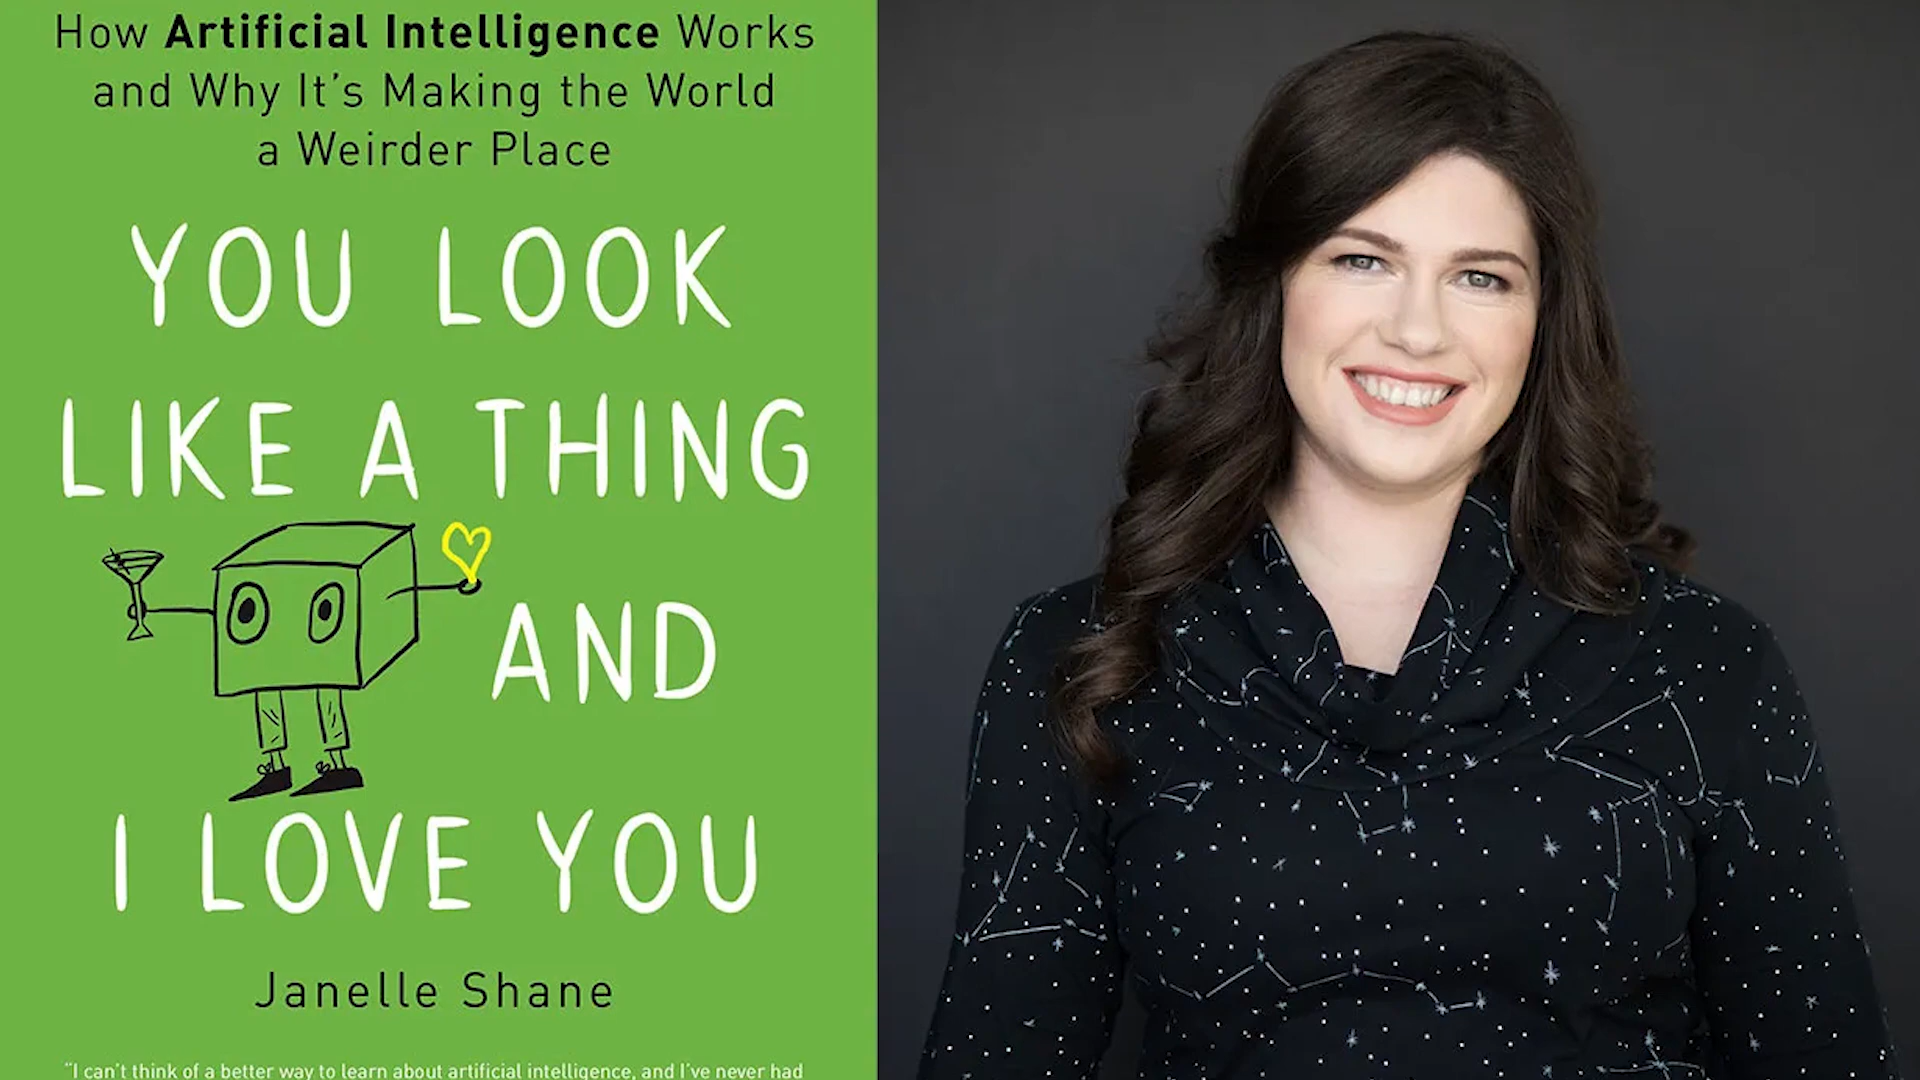 How Artificial Intelligence Works
and Why It's Making the World
a Weirder Place
YOU LOOK
LIKE A THING
AND
I LOVE YOU
Janelle Shane
"I can't think of a better way to learn about artificial intelligence, and I've never had